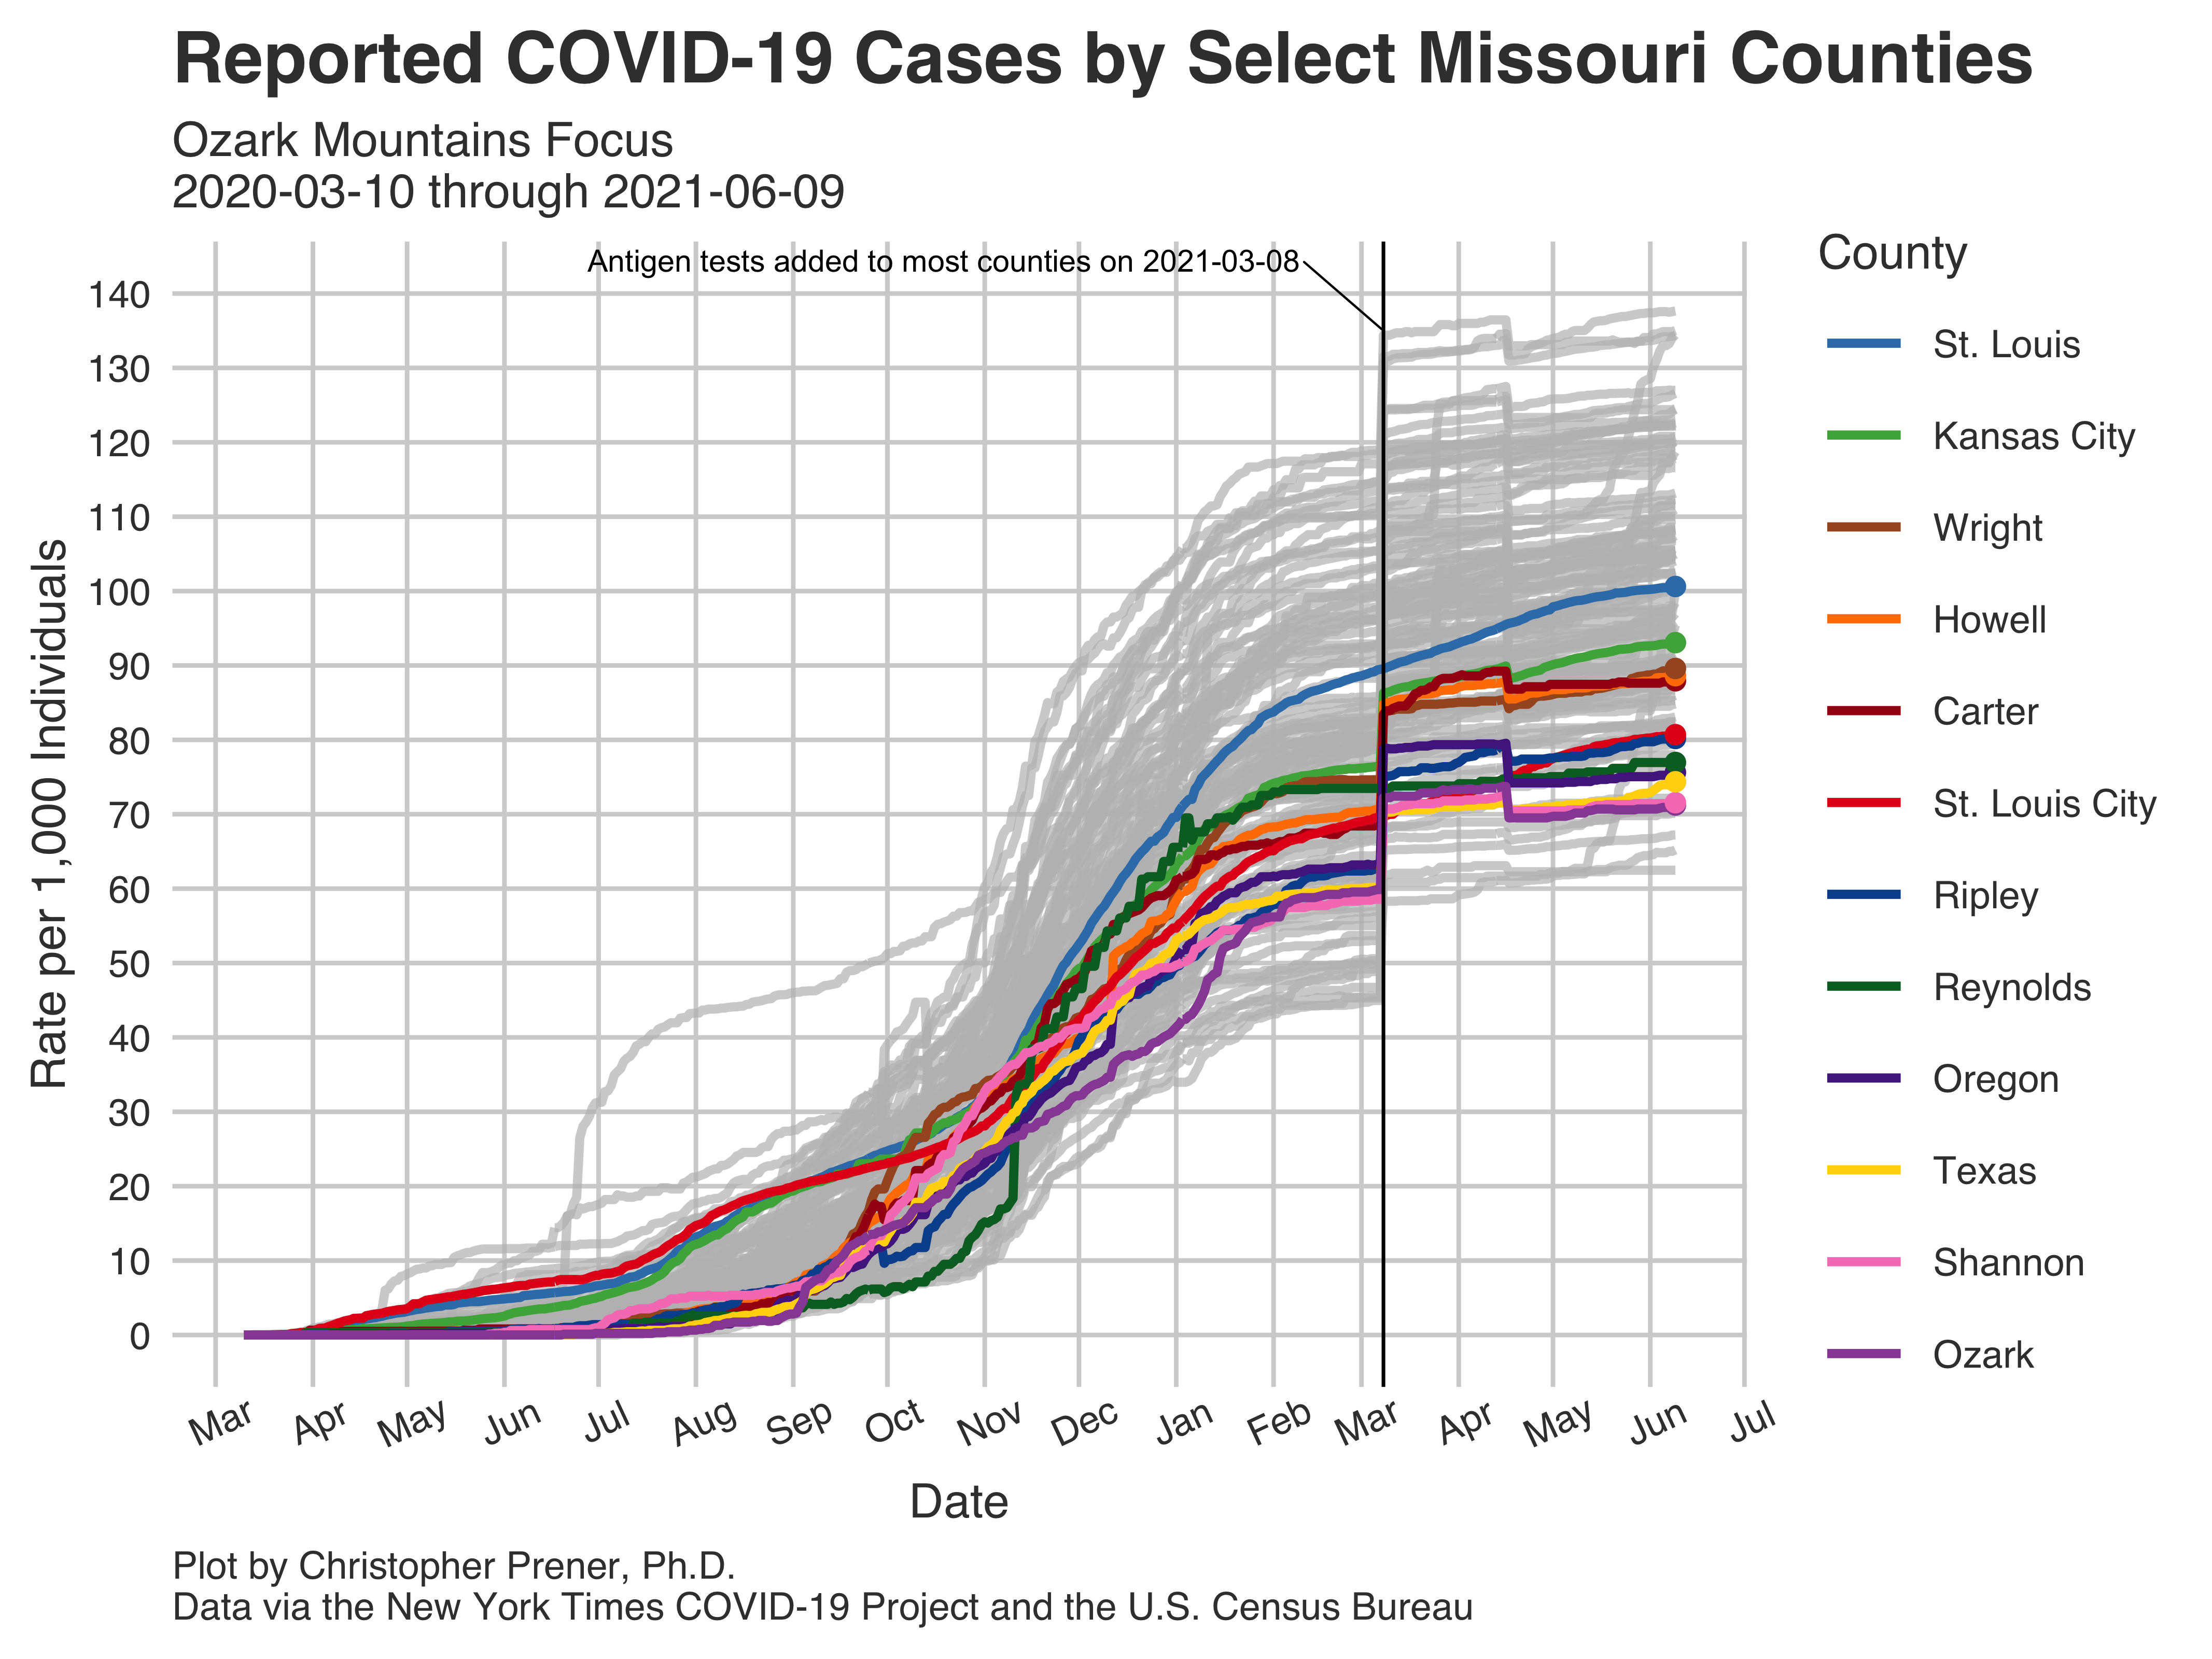 Reported COVID-19 Cases by Select Missouri Counties
Ozark Mountains Focus
2020-03-10 through 2021-06-09
Antigen tests added to most counties on 2021-03-08
Rate per 1,000 Individuals
140
130
120
110
100
90
80
70
60
50
40
30
20
10
0
Mar Apr May Jun Jul Aug Sep Oct Nov Dec Jan Feb Mar Apr May Jun Jul
Date
County
St. Louis
Kansas City
Wright
Howell
Carter
St. Louis City
Ripley
Reynolds
Oregon
Texas
Shannon
Ozark
Plot by Christopher Prener, Ph.D.
Data via the New York Times COVID-19 Project and the U.S. Census Bureau